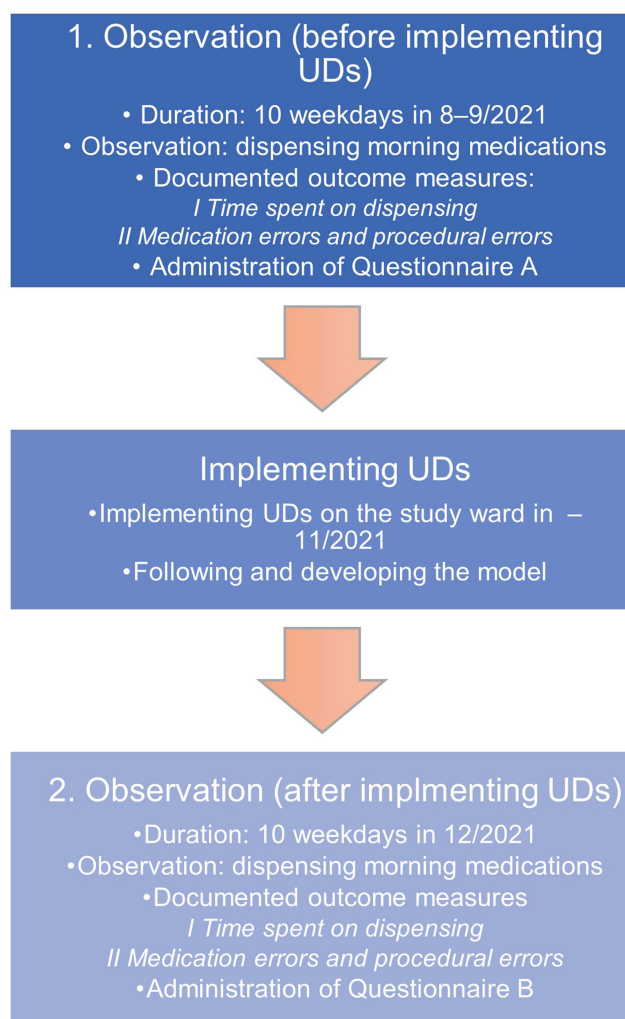 1. Observation (before implementing
UDs)
• Duration: 10 weekdays in 8–9/2021
• Observation: dispensing morning medications
• Documented outcome measures:
I Time spent on dispensing
II Medication errors and procedural errors
• Administration of Questionnaire A
Implementing UDs
•Implementing UDs on the study ward in –
11/2021
•Following and developing the model
2. Observation (after implmenting UDs)
•Duration: 10 weekdays in 12/2021
•Observation: dispensing morning medications
•Documented outcome measures
I Time spent on dispensing
II Medication errors and procedural errors
•Administration of Questionnaire B